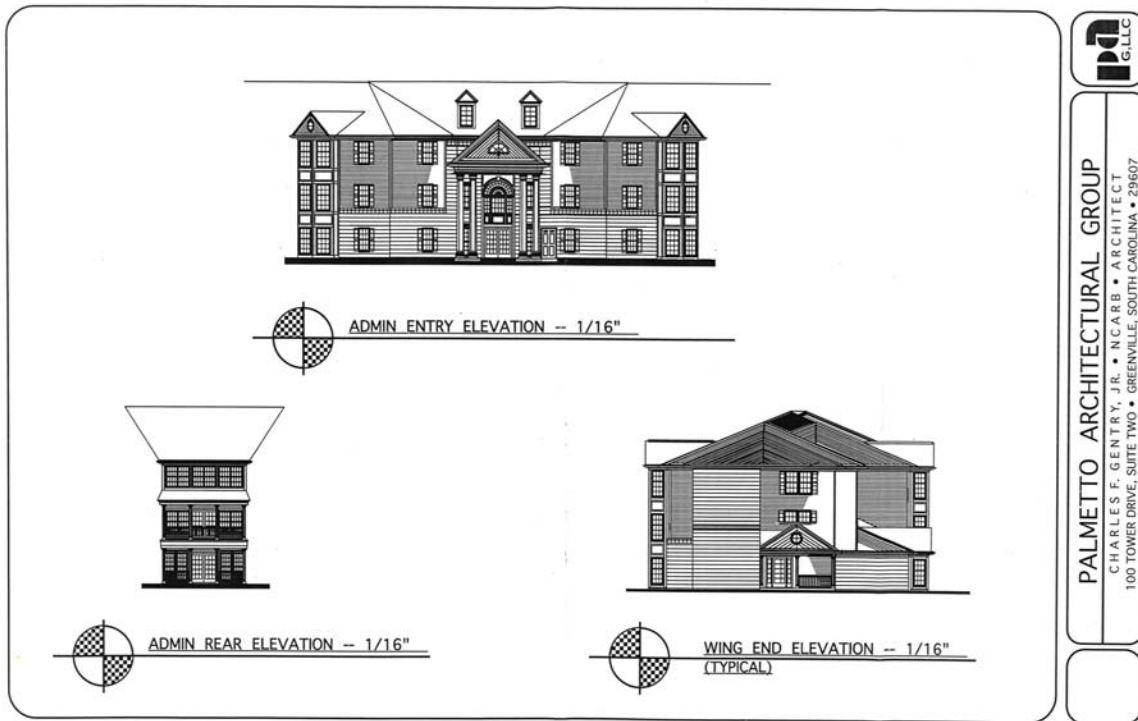 ADMIN ENTRY ELEVATION -- 1/16"
ADMIN REAR ELEVATION -- 1/16"
WING END ELEVATION -- 1/16"
(TYPICAL)
pa
G,LLC
PALMETTO ARCHITECTURAL GROUP
CHARLES F. GENTRY, JR. • NCARB • ARCHITECT
100 TOWER DRIVE, SUITE TWO • GREENVILLE, SOUTH CAROLINA • 29607